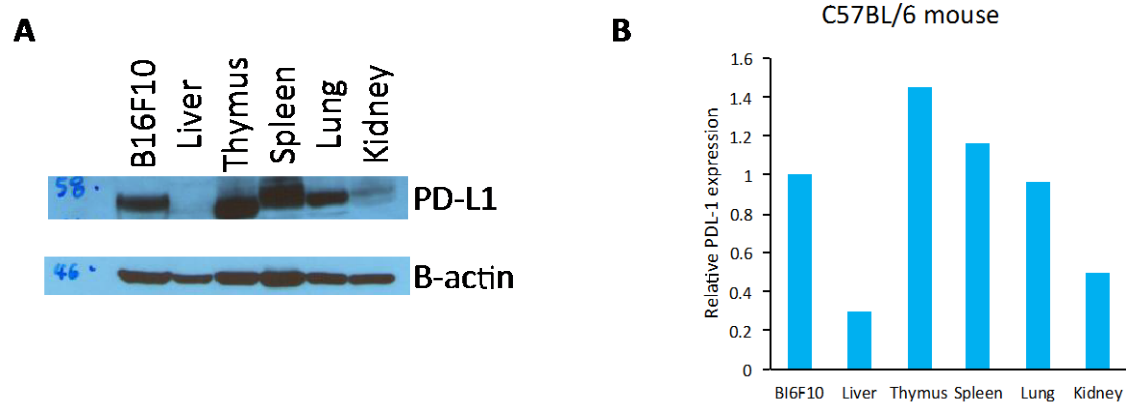 A
B16F10
Liver
Thymus
Spleen
Lung
Kidney
58
PD-L1
46
B-actin
B
C57BL/6 mouse
Relative PDL-1 expression
1.6
1.4
1.2
1
0.8
0.6
0.4
0.2
0
BI6F10 Liver Thymus Spleen Lung Kidney